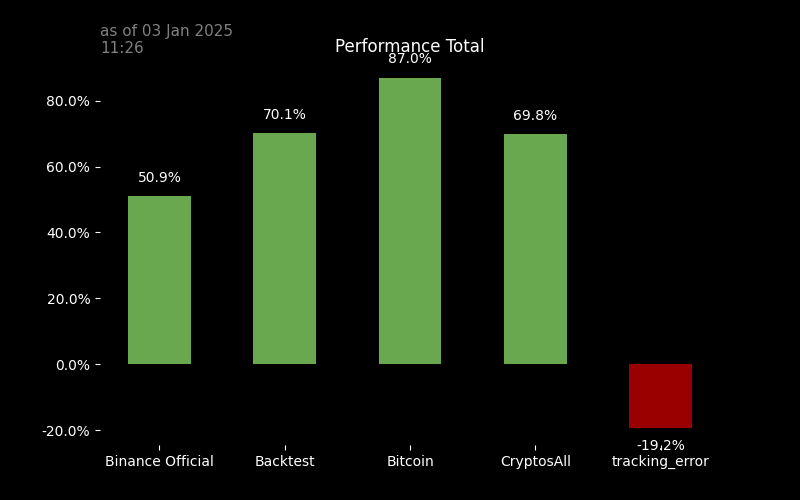 as of 03 Jan 2025
11:26
Performance Total
87.0%
80.0%
70.1%
69.8%
60.0%
50.9%
40.0%
20.0%
0.0%
-20.0%
-19.2%
Binance Official
Backtest
Bitcoin
CryptosAll
tracking_error